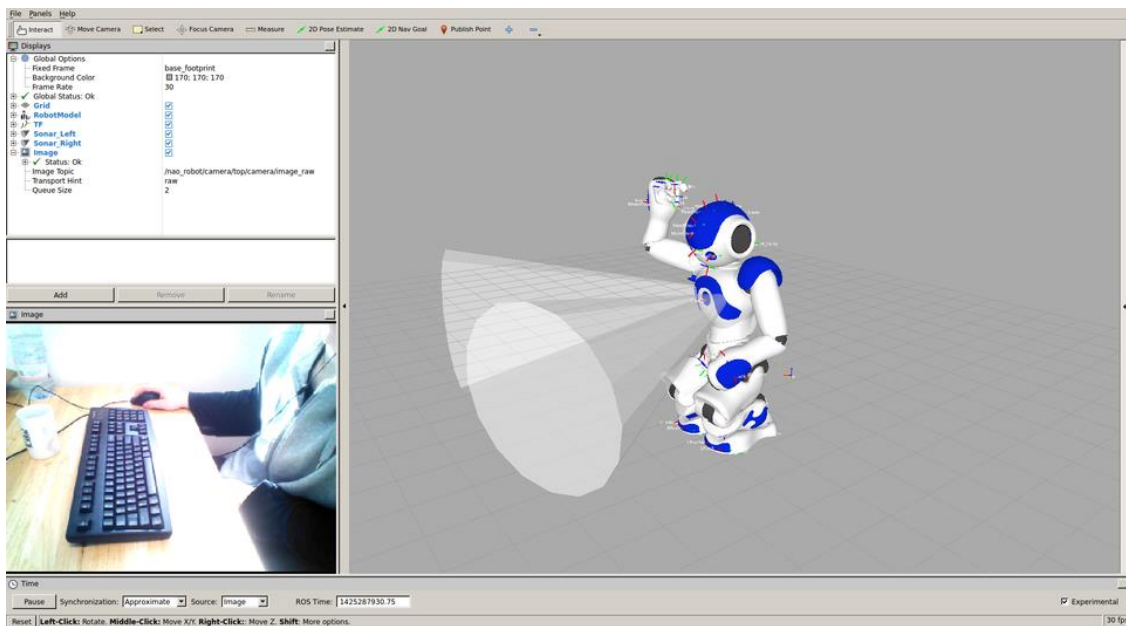 File Panels Help
Interact Move Camera Select Focus Camera Measure 2D Pose Estimate 2D Nav Goal Publish Point
Displays
Global Options
Fixed Frame base_footprint
Background Color 170; 170; 170
Frame Rate 30
Global Status: Ok
Grid
RobotModel
TF
Sonar_Left
Sonar_Right
Image
Status: Ok
Image Topic /nao_robot/camera/top/camera/image_raw
Transport Hint raw
Queue Size 2
Add Remove Rename
Image
Time
Pause Synchronization: Approximate Source: Image ROS Time: 1425287930.75 Experimental
Reset Left-Click: Rotate. Middle-Click: Move X/Y. Right-Click:: Move Z. Shift: More options. 30 fps